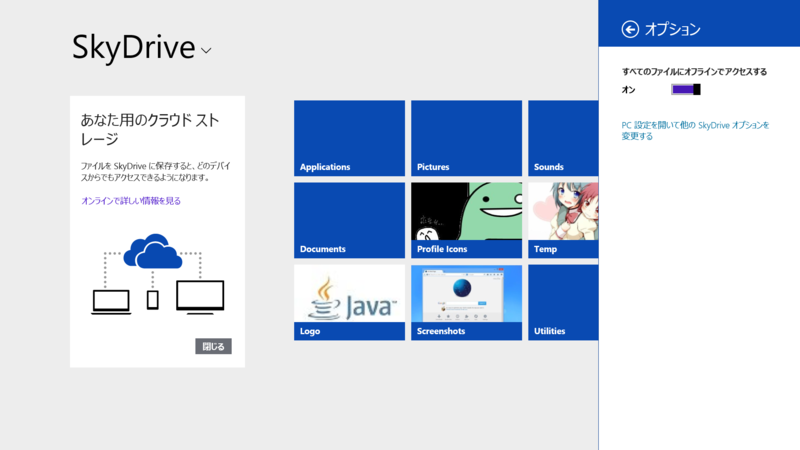 SkyDrive
あなた用のクラウド スト
レージ
ファイルを SkyDrive に保存すると、どのデバイ
スからでもアクセスできるようになります。
オンラインで詳しい情報を見る
閉じる
Applications
Pictures
Sounds
Documents
Profile Icons
Temp
Java™
Logo
Screenshots
Utilities
オプション
すべてのファイルにオフラインでアクセスする
オン
PC 設定を開いて他の SkyDrive オプションを
変更する